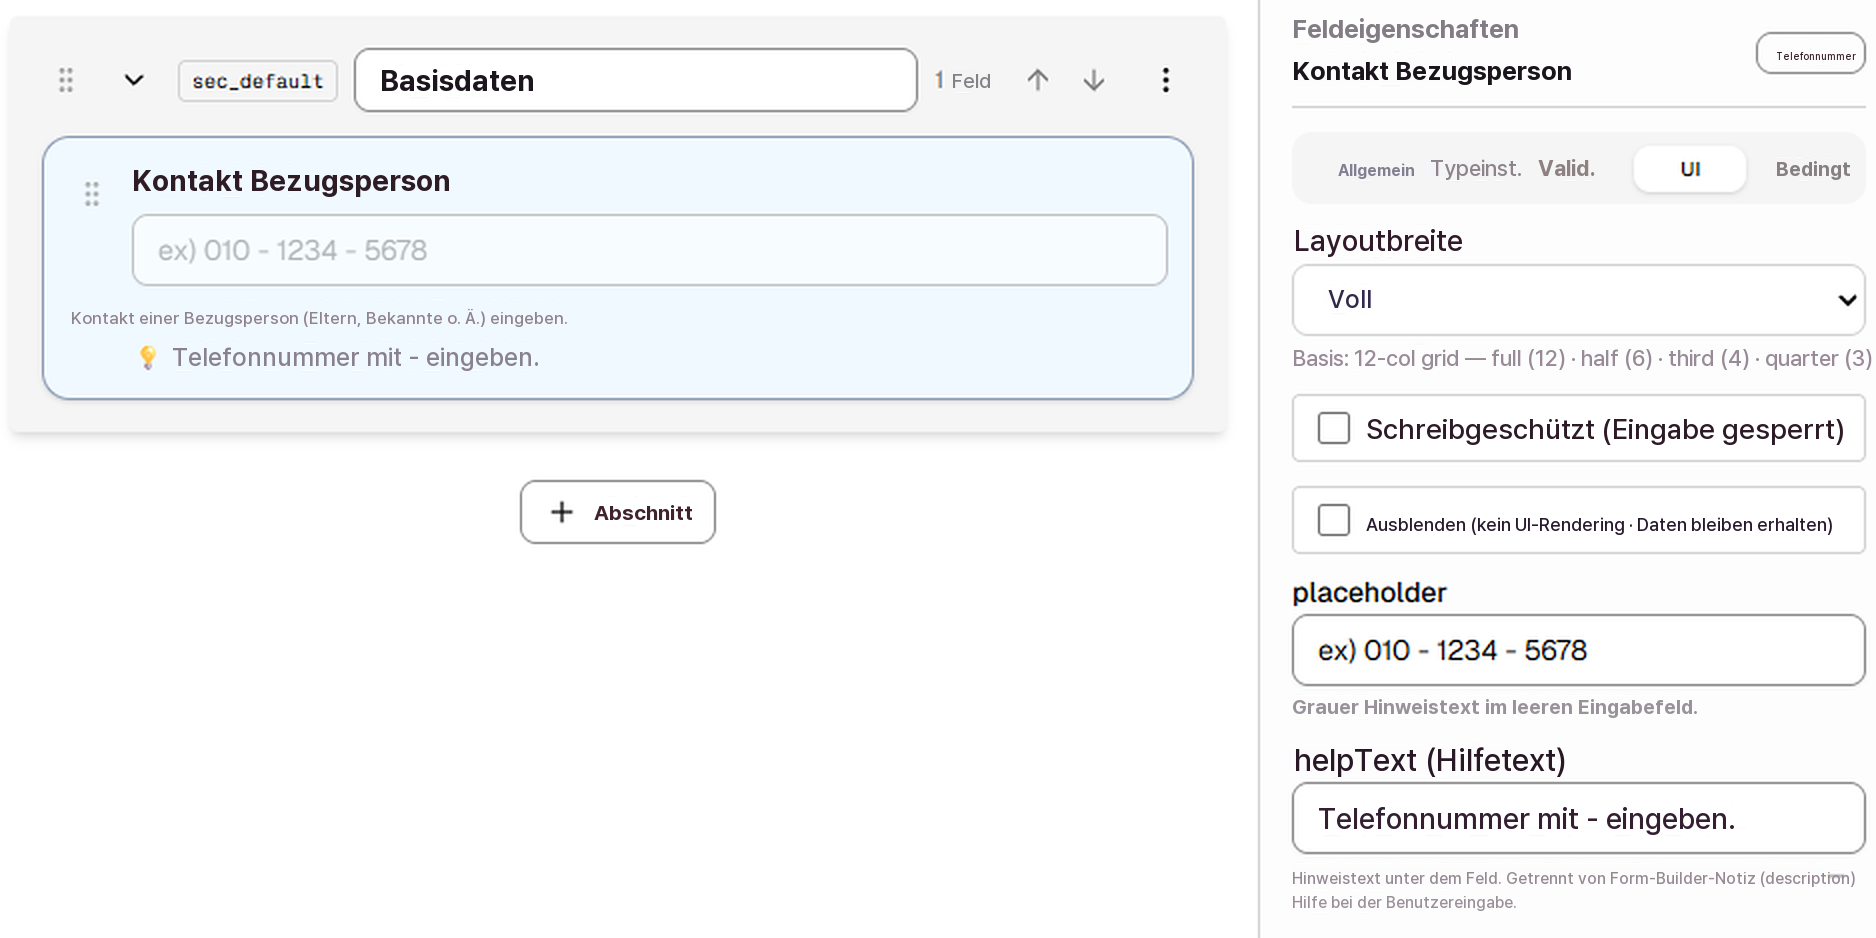 sec_default
Basisdaten
1 Feld
Kontakt Bezugsperson
ex) 010 - 1234 - 5678
Kontakt einer Bezugsperson (Eltern, Bekannte o. Ä.) eingeben.
Telefonnummer mit - eingeben.
Abschnitt
Feldeigenschaften
Kontakt Bezugsperson
Telefonnummer
Allgemein Typeinst. Valid. UI Bedingt
Layoutbreite
Voll
Basis: 12-col grid — full (12) · half (6) · third (4) · quarter (3)
Schreibgeschützt (Eingabe gesperrt)
Ausblenden (kein UI-Rendering · Daten bleiben erhalten)
placeholder
ex) 010 - 1234 - 5678
Grauer Hinweistext im leeren Eingabefeld.
helpText (Hilfetext)
Telefonnummer mit - eingeben.
Hinweistext unter dem Feld. Getrennt von Form-Builder-Notiz (description)
Hilfe bei der Benutzereingabe.